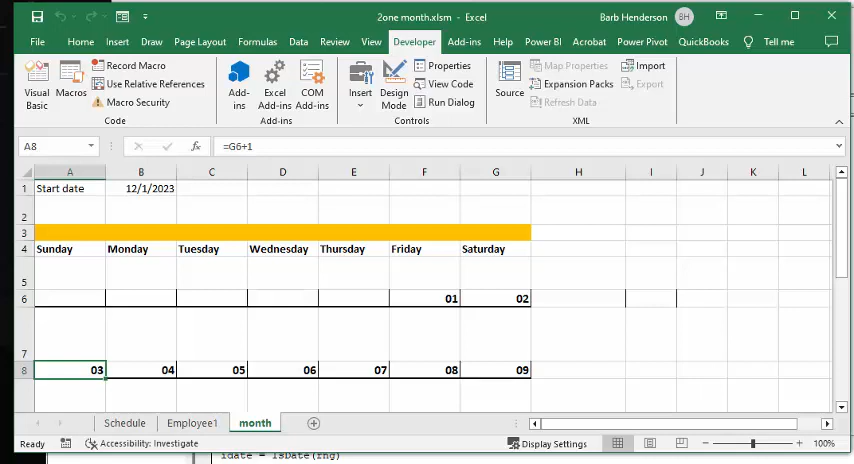 2one month.xlsm - Excel
Barb Henderson
BH
File Home Insert Draw Page Layout Formulas Data Review View Developer Add-ins Help Power BI Acrobat Power Pivot QuickBooks Tell me
Visual Basic
Macros
Record Macro
Use Relative References
Macro Security
Code
Add-ins
Excel Add-ins
COM Add-ins
Add-ins
Insert
Design Mode
Properties
View Code
Run Dialog
Controls
Source
Map Properties
Expansion Packs
Refresh Data
Import
Export
XML
A8
fx
=G6+1
A B C D E F G H I J K L
1 Start date 12/1/2023
2
3
4 Sunday Monday Tuesday Wednesday Thursday Friday Saturday
5
6 01 02
7
8 03 04 05 06 07 08 09
Schedule Employee1 month
Ready Accessibility: Investigate Display Settings 100%
idate = IsDate(rng)